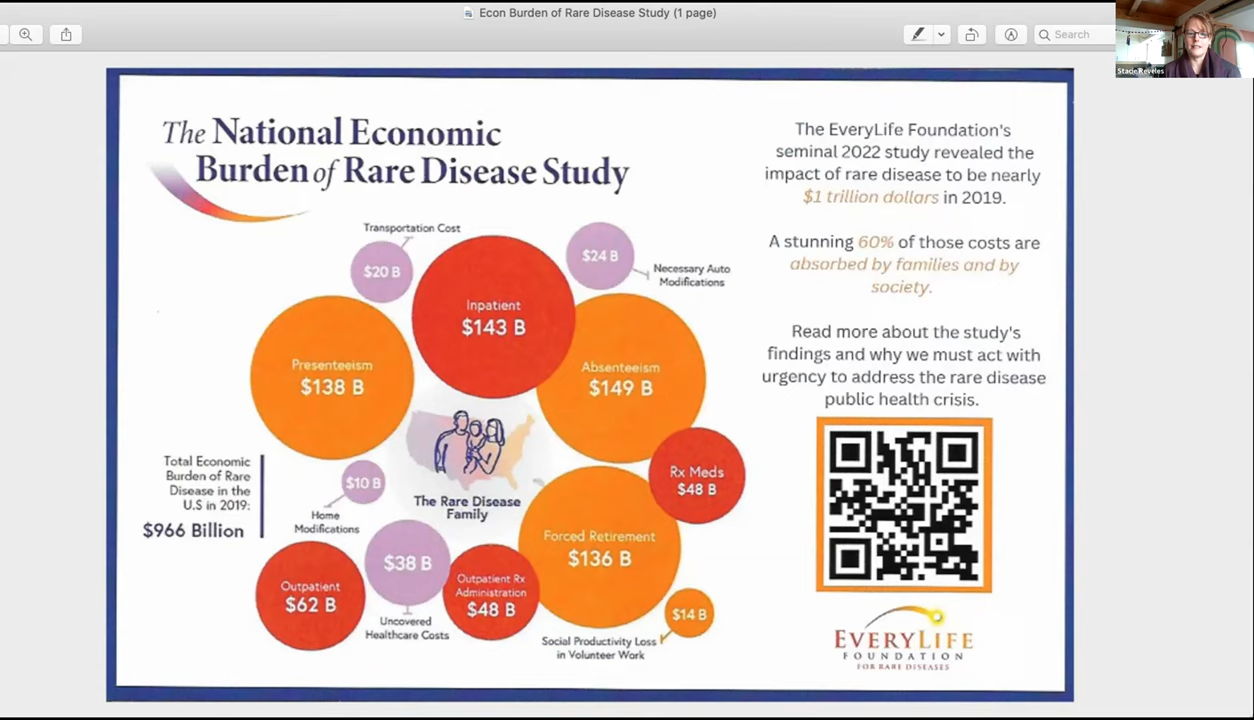 Econ Burden of Rare Disease Study (1 page)
Search
Stacie Reveles
The National Economic
Burden of Rare Disease Study
Transportation Cost
$20 B
Inpatient
$143 B
$24 B
Necessary Auto
Modifications
Presenteeism
$138 B
Absenteeism
$149 B
Rx Meds
$48 B
Total Economic
Burden of Rare
Disease in the
U.S in 2019:
$966 Billion
$10 B
Home
Modifications
The Rare Disease
Family
Forced Retirement
$136 B
Outpatient
$62 B
$38 B
Uncovered
Healthcare Costs
Outpatient Rx
Administration
$48 B
$14 B
Social Productivity Loss
in Volunteer Work
The EveryLife Foundation's
seminal 2022 study revealed the
impact of rare disease to be nearly
$1 trillion dollars in 2019.
A stunning 60% of those costs are
absorbed by families and by
society.
Read more about the study's
findings and why we must act with
urgency to address the rare disease
public health crisis.
EVERYLIFE
FOUNDATION
FOR RARE DISEASES